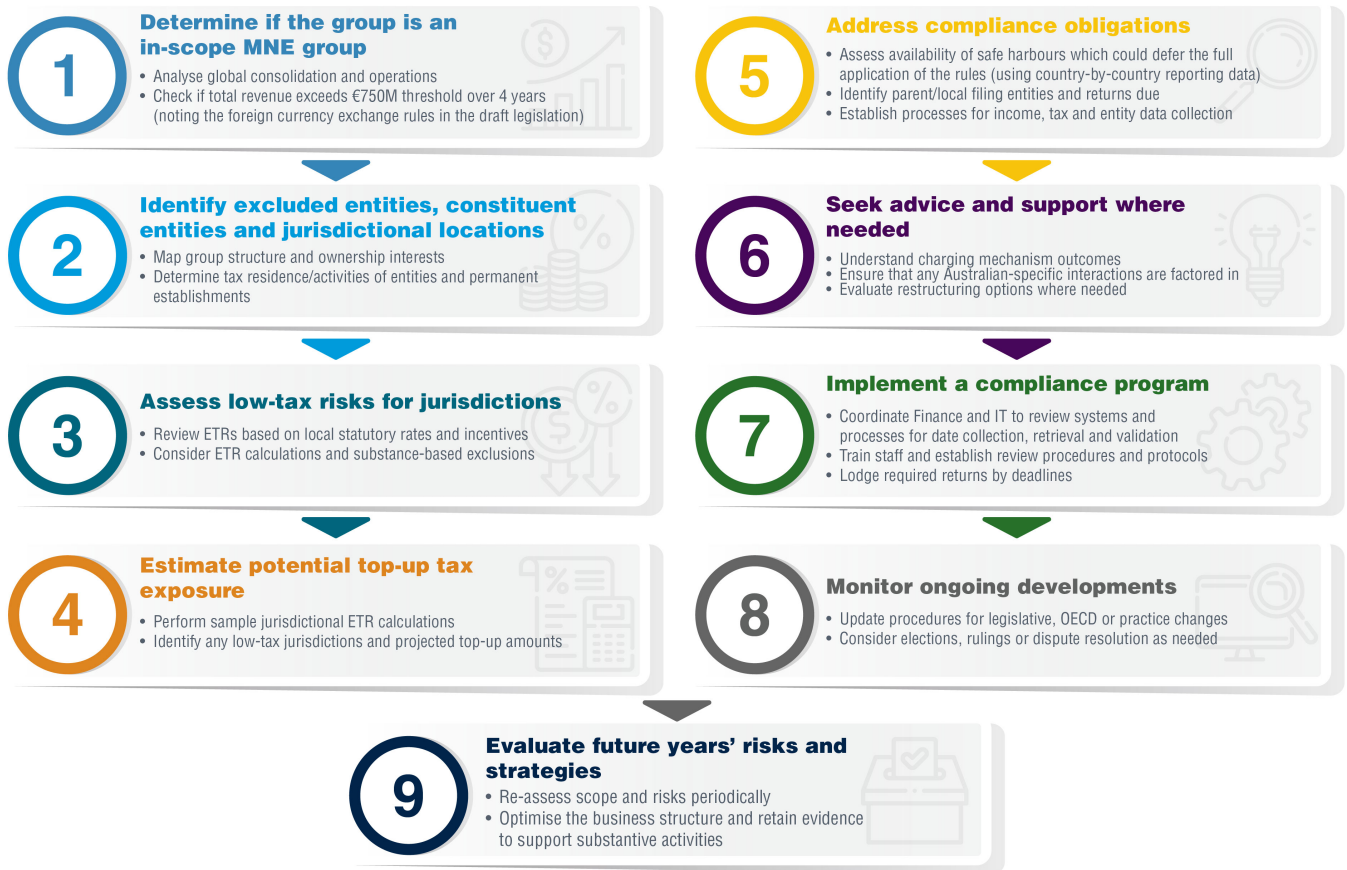 1
Determine if the group is an
in-scope MNE group
• Analyse global consolidation and operations
• Check if total revenue exceeds €750M threshold over 4 years
(noting the foreign currency exchange rules in the draft legislation)
2
Identify excluded entities, constituent
entities and jurisdictional locations
• Map group structure and ownership interests
• Determine tax residence/activities of entities and permanent
establishments
3
Assess low-tax risks for jurisdictions
• Review ETRs based on local statutory rates and incentives
• Consider ETR calculations and substance-based exclusions
4
Estimate potential top-up tax
exposure
• Perform sample jurisdictional ETR calculations
• Identify any low-tax jurisdictions and projected top-up amounts
5
Address compliance obligations
• Assess availability of safe harbours which could defer the full
application of the rules (using country-by-country reporting data)
• Identify parent/local filing entities and returns due
• Establish processes for income, tax and entity data collection
6
Seek advice and support where
needed
• Understand charging mechanism outcomes
• Ensure that any Australian-specific interactions are factored in
• Evaluate restructuring options where needed
7
Implement a compliance program
• Coordinate Finance and IT to review systems and
processes for date collection, retrieval and validation
• Train staff and establish review procedures and protocols
• Lodge required returns by deadlines
8
Monitor ongoing developments
• Update procedures for legislative, OECD or practice changes
• Consider elections, rulings or dispute resolution as needed
9
Evaluate future years’ risks and
strategies
• Re-assess scope and risks periodically
• Optimise the business structure and retain evidence
to support substantive activities